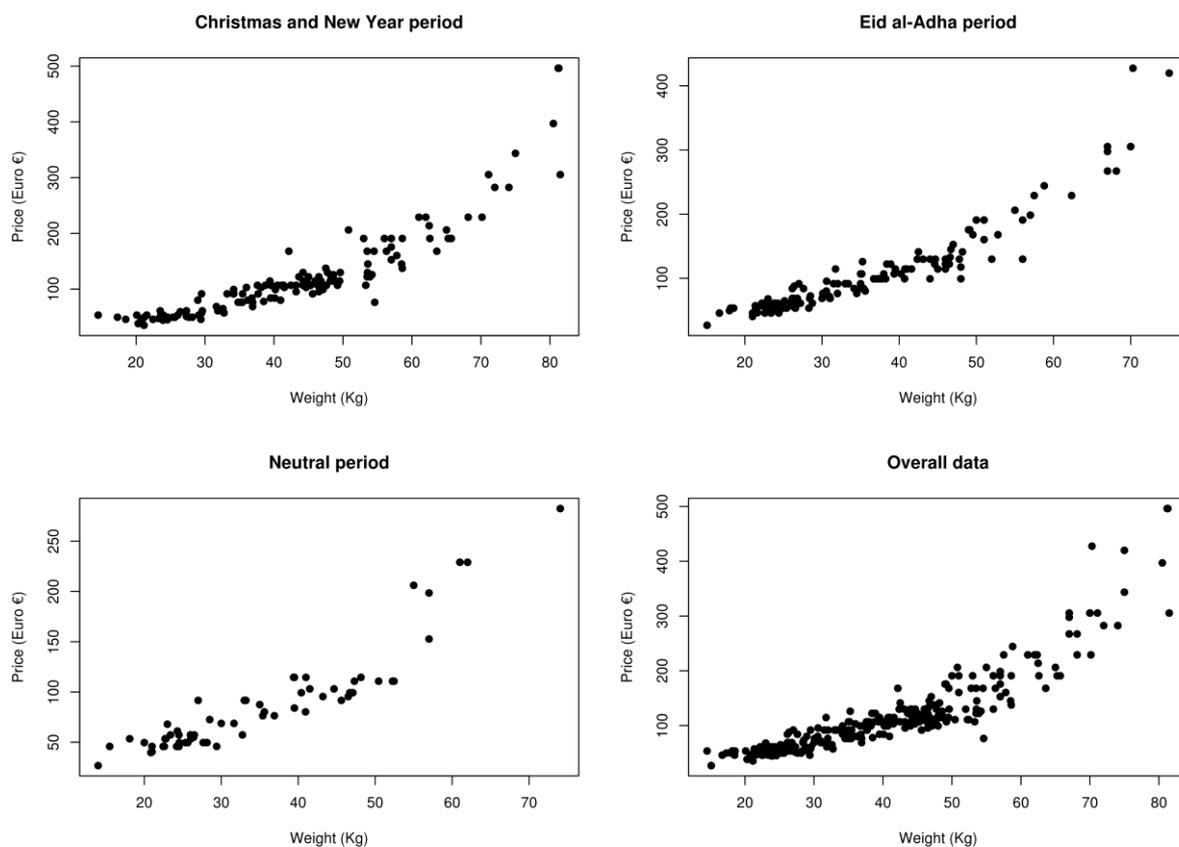 Christmas and New Year period
Price (Euro €)
500
400
300
200
100
20 30 40 50 60 70 80
Weight (Kg)
Eid al-Adha period
Price (Euro €)
400
300
200
100
20 30 40 50 60 70
Weight (Kg)
Neutral period
Price (Euro €)
250
200
150
100
50
20 30 40 50 60 70
Weight (Kg)
Overall data
Price (Euro €)
500
400
300
200
100
20 30 40 50 60 70 80
Weight (Kg)